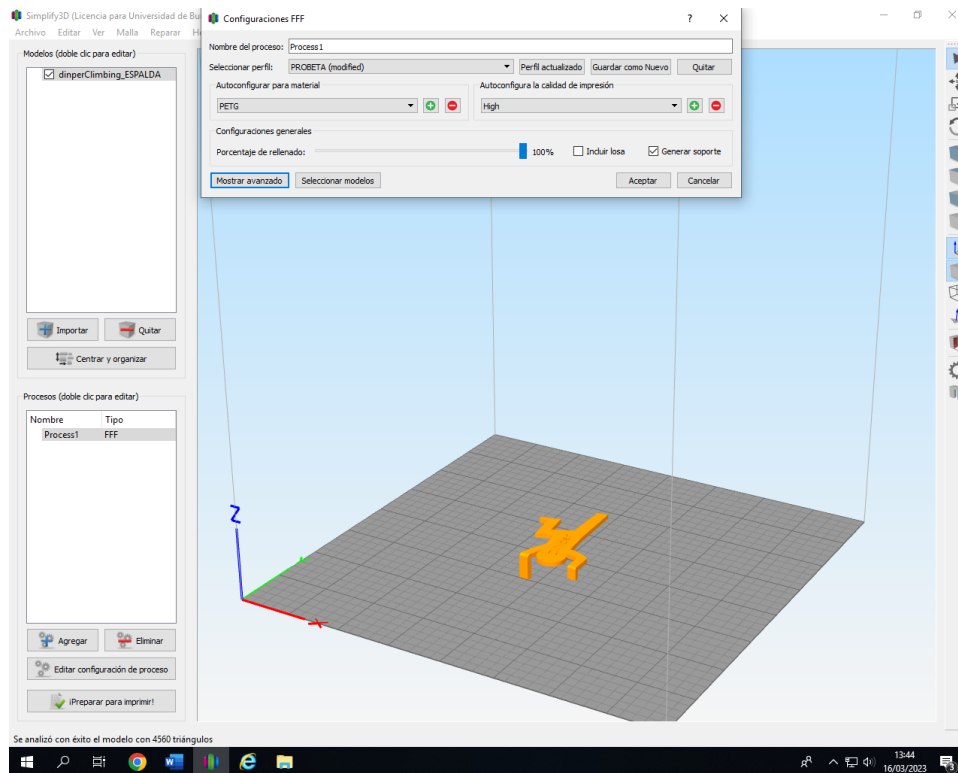 Simplify3D (Licencia para Universidad de Bu
Archivo Editar Ver Malla Reparar
Configuraciones FFF
Nombre del proceso: Process1
Seleccionar perfil: PROBETA (modified) Perfil actualizado Guardar como Nuevo Quitar
Autoconfigurar para material
PETG
Autoconfigura la calidad de impresión
High
Configuraciones generales
Porcentaje de rellenado: 100% Incluir losa Generar soporte
Mostrar avanzado Seleccionar modelos Aceptar Cancelar
Modelos (doble clic para editar)
dinperClimbing_ESPALDA
Importar Quitar
Centrar y organizar
Procesos (doble clic para editar)
Nombre Tipo
Process1 FFF
Agregar Eliminar
Editar configuración de proceso
¡Preparar para imprimir!
Z
X
Se analizó con éxito el modelo con 4560 triángulos
13:44
16/03/2023
3